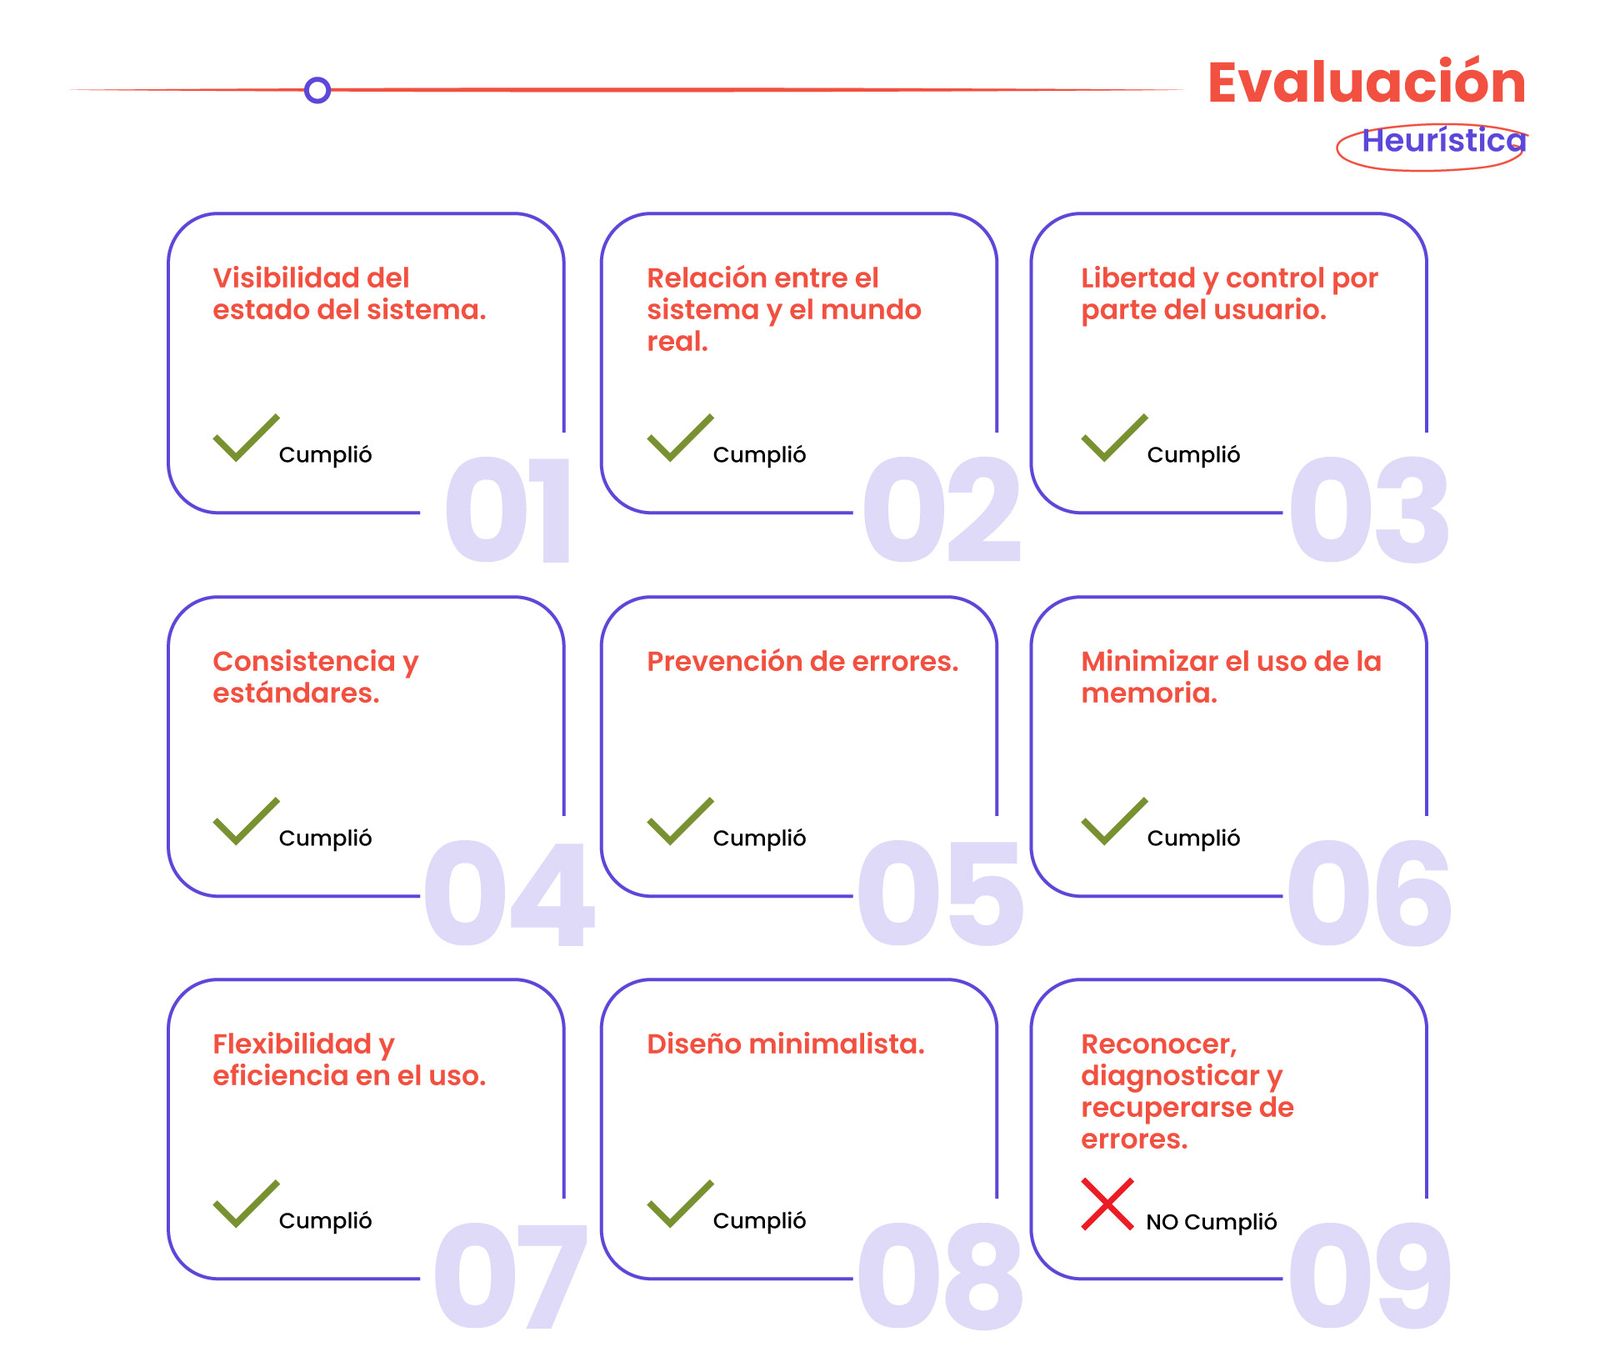 Evaluación
Heurística
Visibilidad del
estado del sistema.
Cumplió
01
Relación entre el
sistema y el mundo
real.
Cumplió
02
Libertad y control por
parte del usuario.
Cumplió
03
Consistencia y
estándares.
Cumplió
04
Prevención de errores.
Cumplió
05
Minimizar el uso de la
memoria.
Cumplió
06
Flexibilidad y
eficiencia en el uso.
Cumplió
07
Diseño minimalista.
Cumplió
08
Reconocer,
diagnosticar y
recuperarse de
errores.
NO Cumplió
09